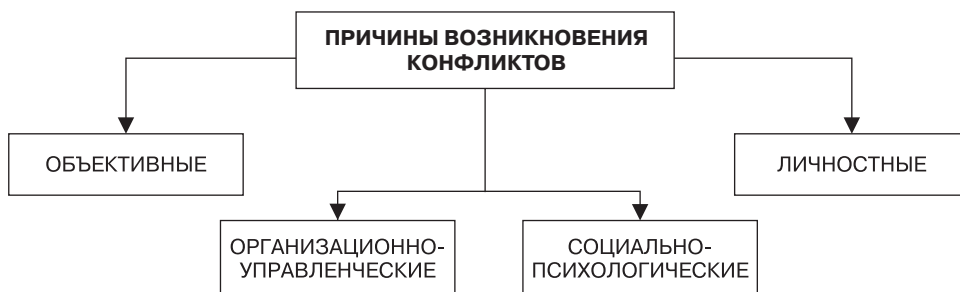 ПРИЧИНЫ ВОЗНИКНОВЕНИЯ
КОНФЛИКТОВ
ОБЪЕКТИВНЫЕ
ЛИЧНОСТНЫЕ
ОРГАНИЗАЦИОННО-
УПРАВЛЕНЧЕСКИЕ
СОЦИАЛЬНО-
ПСИХОЛОГИЧЕСКИЕ